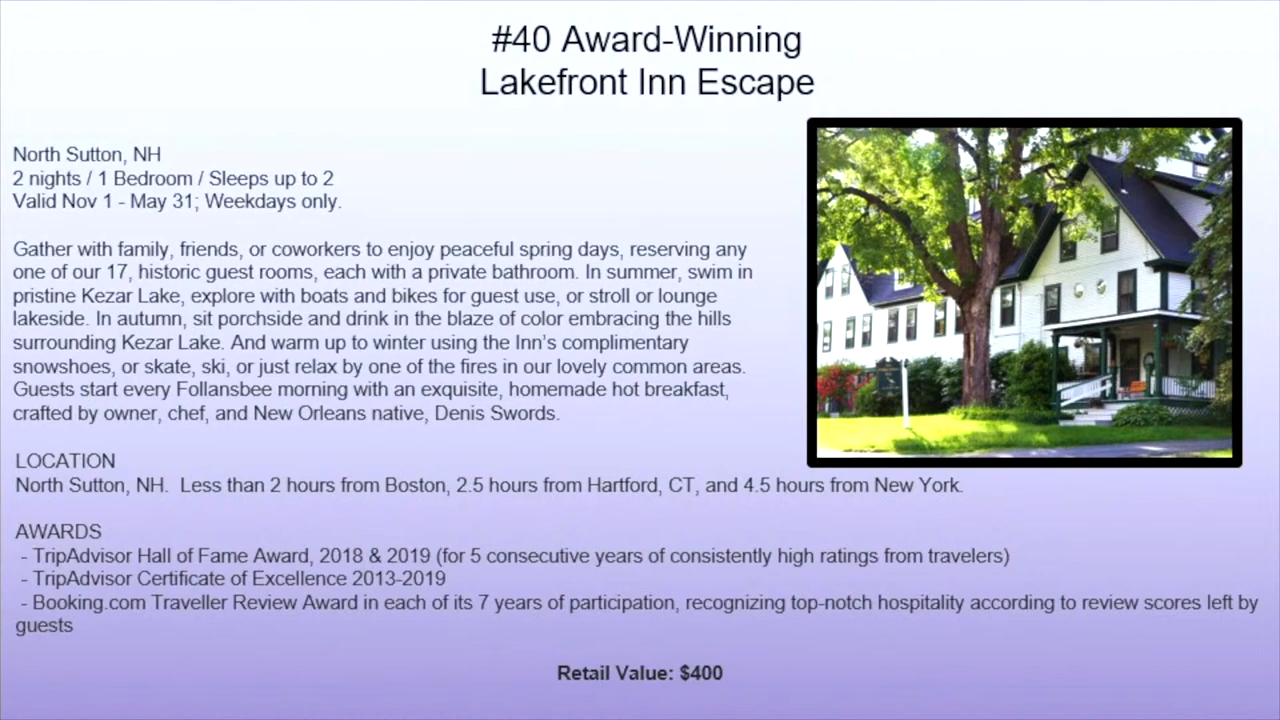 #40 Award-Winning
Lakefront Inn Escape
North Sutton, NH
2 nights / 1 Bedroom / Sleeps up to 2
Valid Nov 1 - May 31; Weekdays only.
Gather with family, friends, or coworkers to enjoy peaceful spring days, reserving any
one of our 17, historic guest rooms, each with a private bathroom. In summer, swim in
pristine Kezar Lake, explore with boats and bikes for guest use, or stroll or lounge
lakeside. In autumn, sit porchside and drink in the blaze of color embracing the hills
surrounding Kezar Lake. And warm up to winter using the Inn’s complimentary
snowshoes, or skate, ski, or just relax by one of the fires in our lovely common areas.
Guests start every Follansbee morning with an exquisite, homemade hot breakfast,
crafted by owner, chef, and New Orleans native, Denis Swords.
LOCATION
North Sutton, NH.  Less than 2 hours from Boston, 2.5 hours from Hartford, CT, and 4.5 hours from New York.
AWARDS
- TripAdvisor Hall of Fame Award, 2018 & 2019 (for 5 consecutive years of consistently high ratings from travelers)
- TripAdvisor Certificate of Excellence 2013-2019
- Booking.com Traveller Review Award in each of its 7 years of participation, recognizing top-notch hospitality according to review scores left by
guests
Retail Value: $400